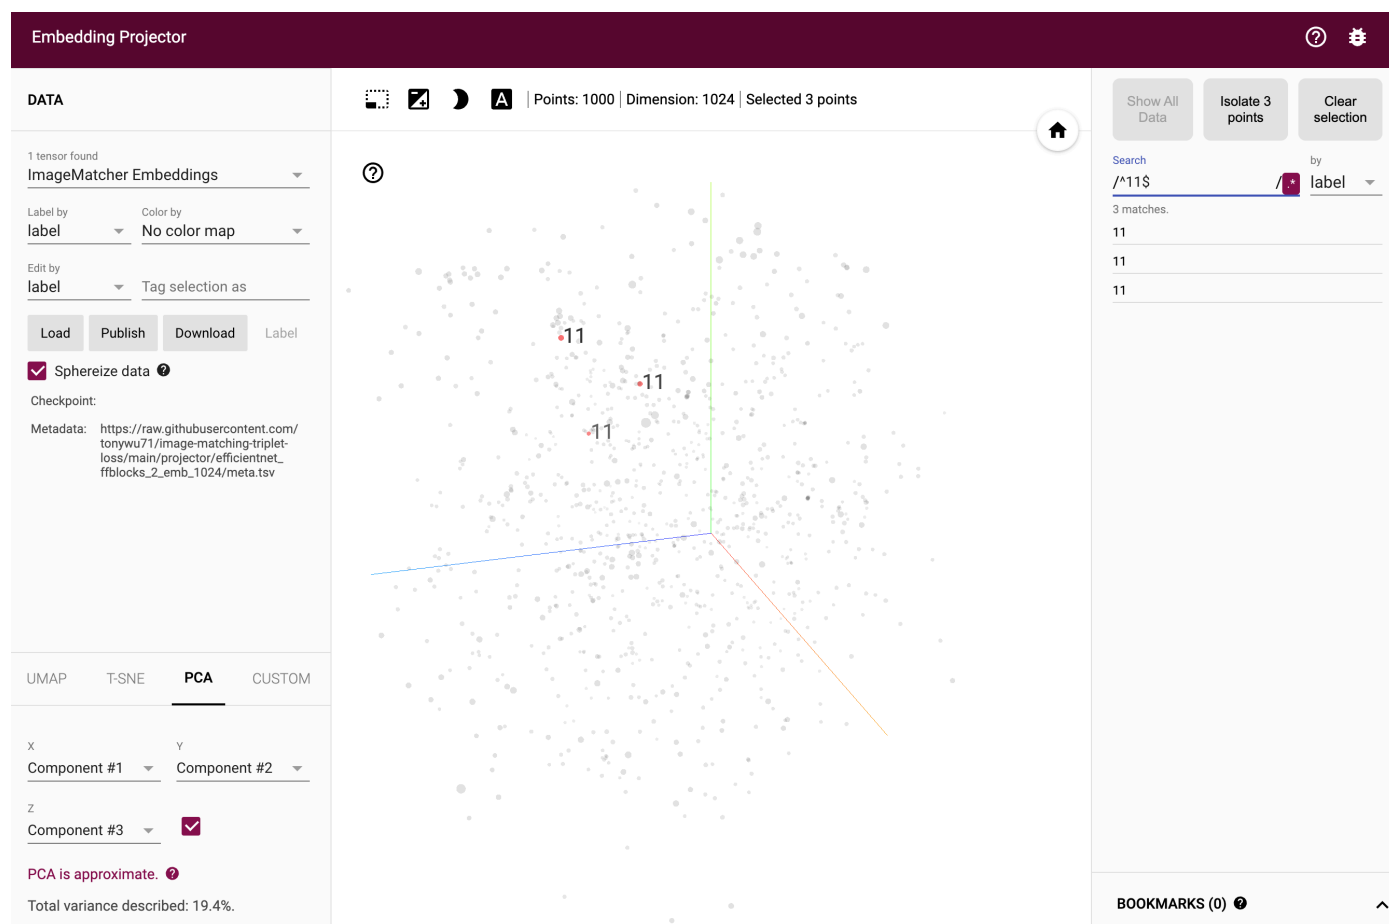 Embedding Projector
DATA
1 tensor found
ImageMatcher Embeddings
Label by
label
Color by
No color map
Edit by
label
Tag selection as
Load
Publish
Download
Label
Sphereize data
Checkpoint:
Metadata:
https://raw.githubusercontent.com/
tonywu71/image-matching-triplet-
loss/main/projector/efficientnet_
ffblocks_2_emb_1024/meta.tsv
UMAP
T-SNE
PCA
CUSTOM
X
Component #1
Y
Component #2
Z
Component #3
PCA is approximate.
Total variance described: 19.4%.
A
Points: 1000 | Dimension: 1024 | Selected 3 points
11
11
11
Show All
Data
Isolate 3
points
Clear
selection
Search
/^11$
/
.*
by
label
3 matches.
11
11
11
BOOKMARKS (0)